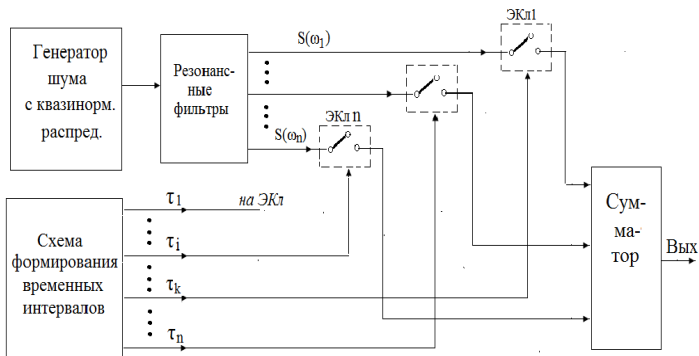 Генератор
шума
с квазинорм.
распред.
Резонанс-
ные
фильтры
S(ω1)
ЭКл1
S(ωn)
ЭКл n
Схема
формирования
временных
интервалов
τ1
на ЭКл
τi
τk
τn
Сум-
ма-
тор
Вых